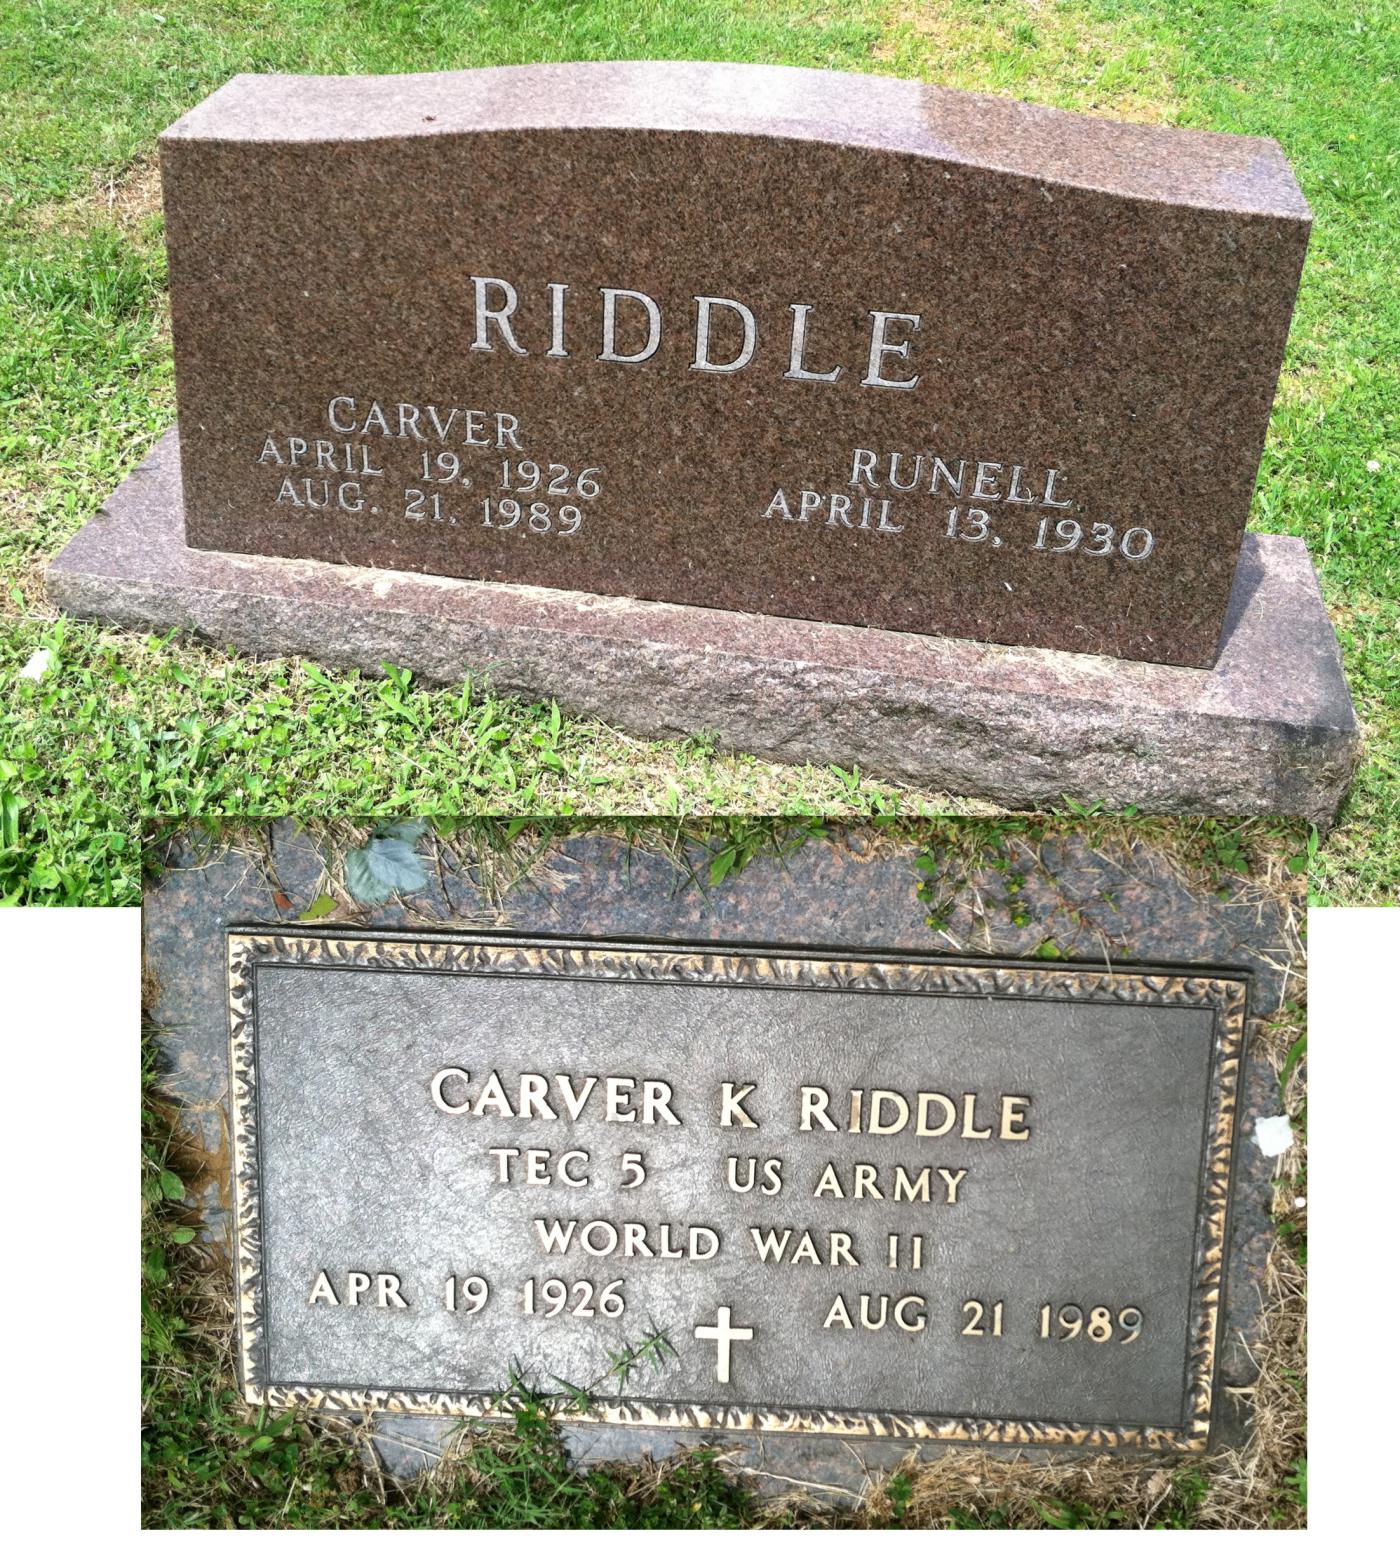 RIDDLE
CARVER
APRIL 19, 1926
AUG. 21, 1989
RUNELL
APRIL 13, 1930
CARVER K RIDDLE
TEC 5 US ARMY
WORLD WAR II
APR 19 1926 AUG 21 1989